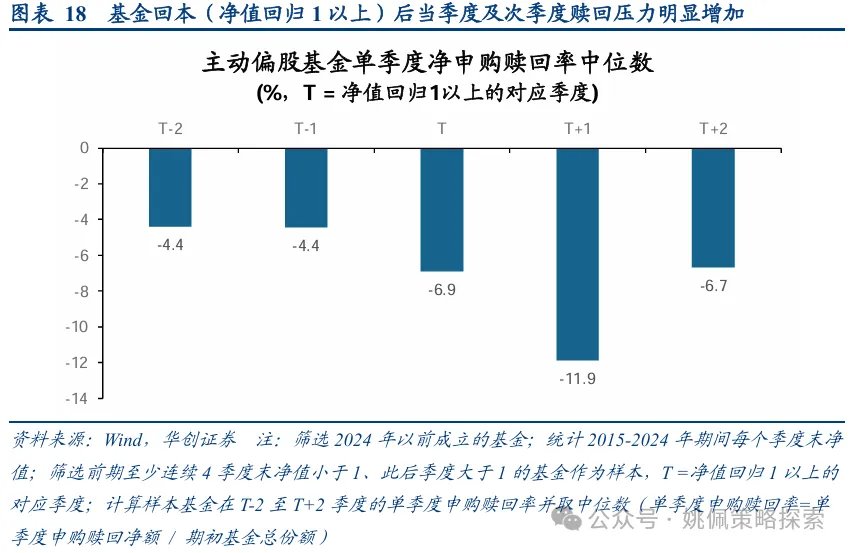 图表 18 基金回本（净值回归 1 以上）后当季度及次季度赎回压力明显增加
主动偏股基金单季度净申购赎回率中位数
(%，T = 净值回归1以上的对应季度)
T-2 T-1 T T+1 T+2
0
-2
-4
-6
-8
-10
-12
-14
-4.4 -4.4 -6.9 -11.9 -6.7
资料来源：Wind，华创证券 注：筛选 2024 年以前成立的基金；统计 2015-2024 年期间每个季度末净
值；筛选前期至少连续 4 季度末净值小于 1、此后季度大于 1 的基金作为样本，T =净值回归 1 以上的
对应季度；计算样本基金在 T-2 至 T+2 季度的单季度申购赎回率并取中位数（单季度申购赎回率=单
季度申购赎回净额 / 期初基金总份额）
公众号·姚佩策略探索